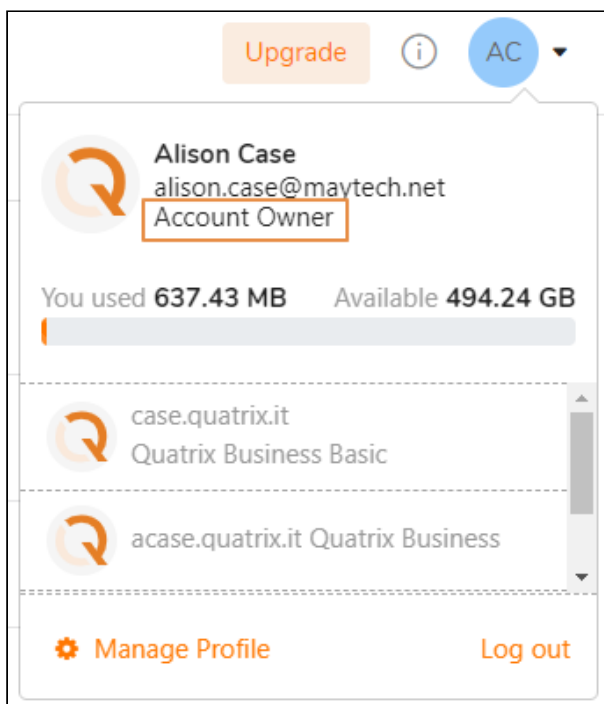 Upgrade AC
Alison Case
alison.case@maytech.net
Account Owner
You used 637.43 MB Available 494.24 GB
case.quatrix.it
Quatrix Business Basic
acase.quatrix.it Quatrix Business
Manage Profile Log out